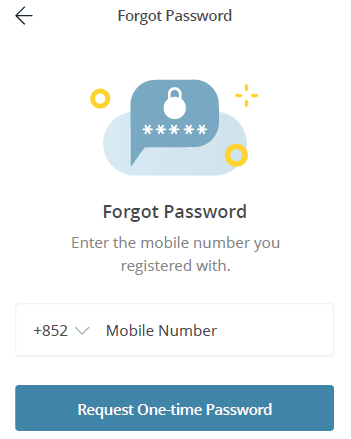 Forgot Password
*****
Forgot Password
Enter the mobile number you
registered with.
+852 Mobile Number
Request One-time Password